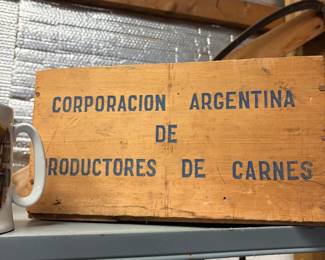 CORPORACION ARGENTINA
DE
RODUCTORES DE CARNES